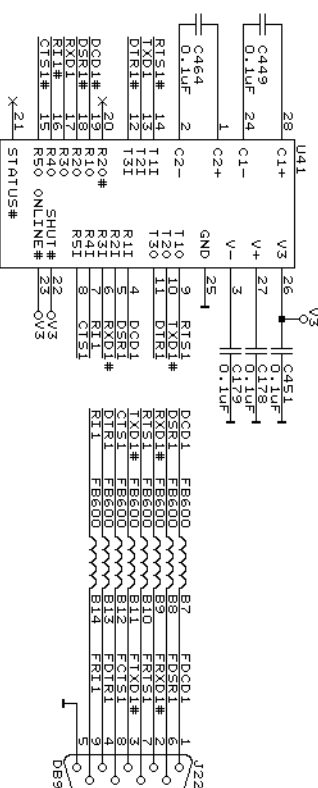 V3
U41 J22
28 C1+ V3 26 C451 0.1uF
C449 0.1uF
24 C1- V+ 27 C178 0.1uF
1 C2+ V- 3 C179 0.1uF
C464 0.1uF
2 C2- GND 25
RTS1# 14 T1I T1O 9 RTS1
TXD1 13 T2I T2O 10 TXD1#
DTR1# 12 T3I T3O 11 DTR1
20 R2O#
DCD1# 19 R1O R1I 4 DCD1
DSR1# 18 R2O R2I 5 DSR1
RXD1 17 R3O R3I 6 RXD1#
RI1# 16 R4O R4I 7 RI1
CTS1# 15 R5O R5I 8 CTS1
SHUT# 22 V3
ONLINE# 23 V3
21 STATUS#
DCD1 FB600 B7 FDCD1 1
DSR1 FB600 B8 FDSR1 6
RXD1# FB600 B9 FRXD1# 2
RTS1 FB600 B10 FRTS1 7
TXD1# FB600 B11 FTXD1# 3
CTS1 FB600 B12 FCTS1 8
DTR1 FB600 B13 FDTR1 4
RI1 FB600 B14 FRI1 9
5
DB9